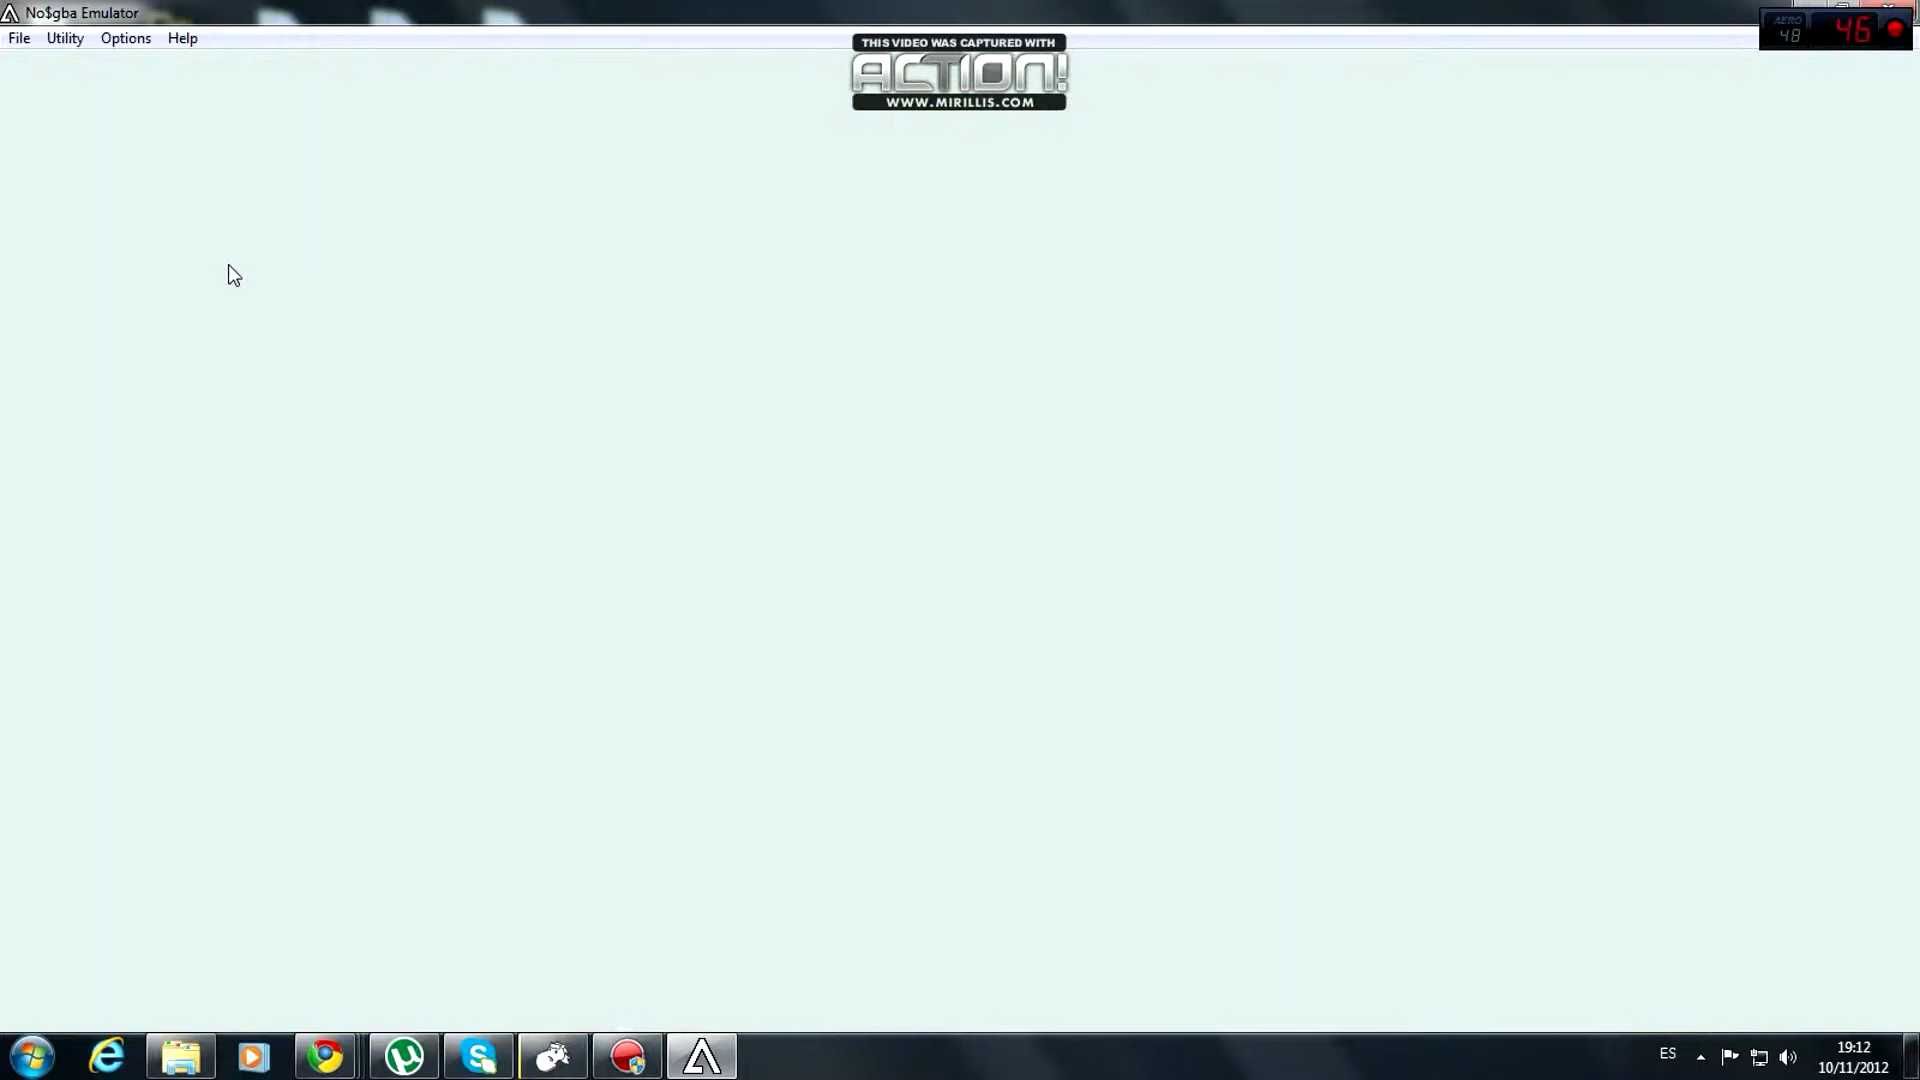 No$gba Emulator
File Utility Options Help
THIS VIDEO WAS CAPTURED WITH
ACTION!
WWW.MIRILLIS.COM
AERO
48
46
ES
19:12
10/11/2012